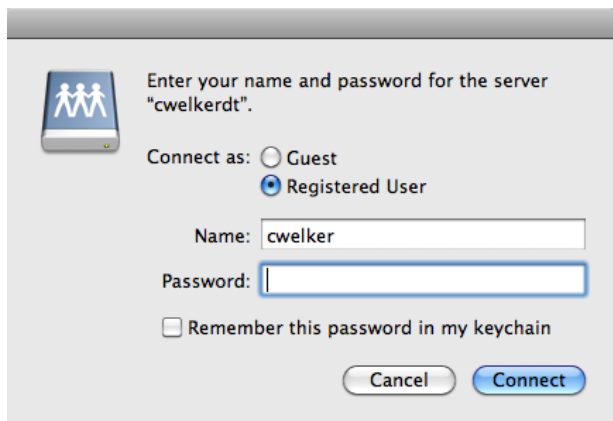 Enter your name and password for the server
“cwelkerdt”.
Connect as: Guest
Registered User
Name: cwelker
Password:
Remember this password in my keychain
Cancel Connect